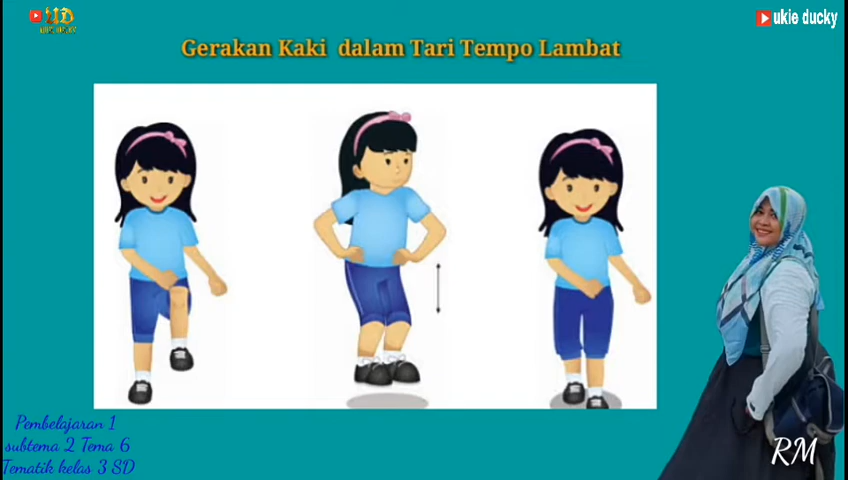 UD
ukie ducky
Gerakan Kaki dalam Tari Tempo Lambat
Pembelajaran 1
subtema 2 Tema 6
Tematik kelas 3 SD
RM